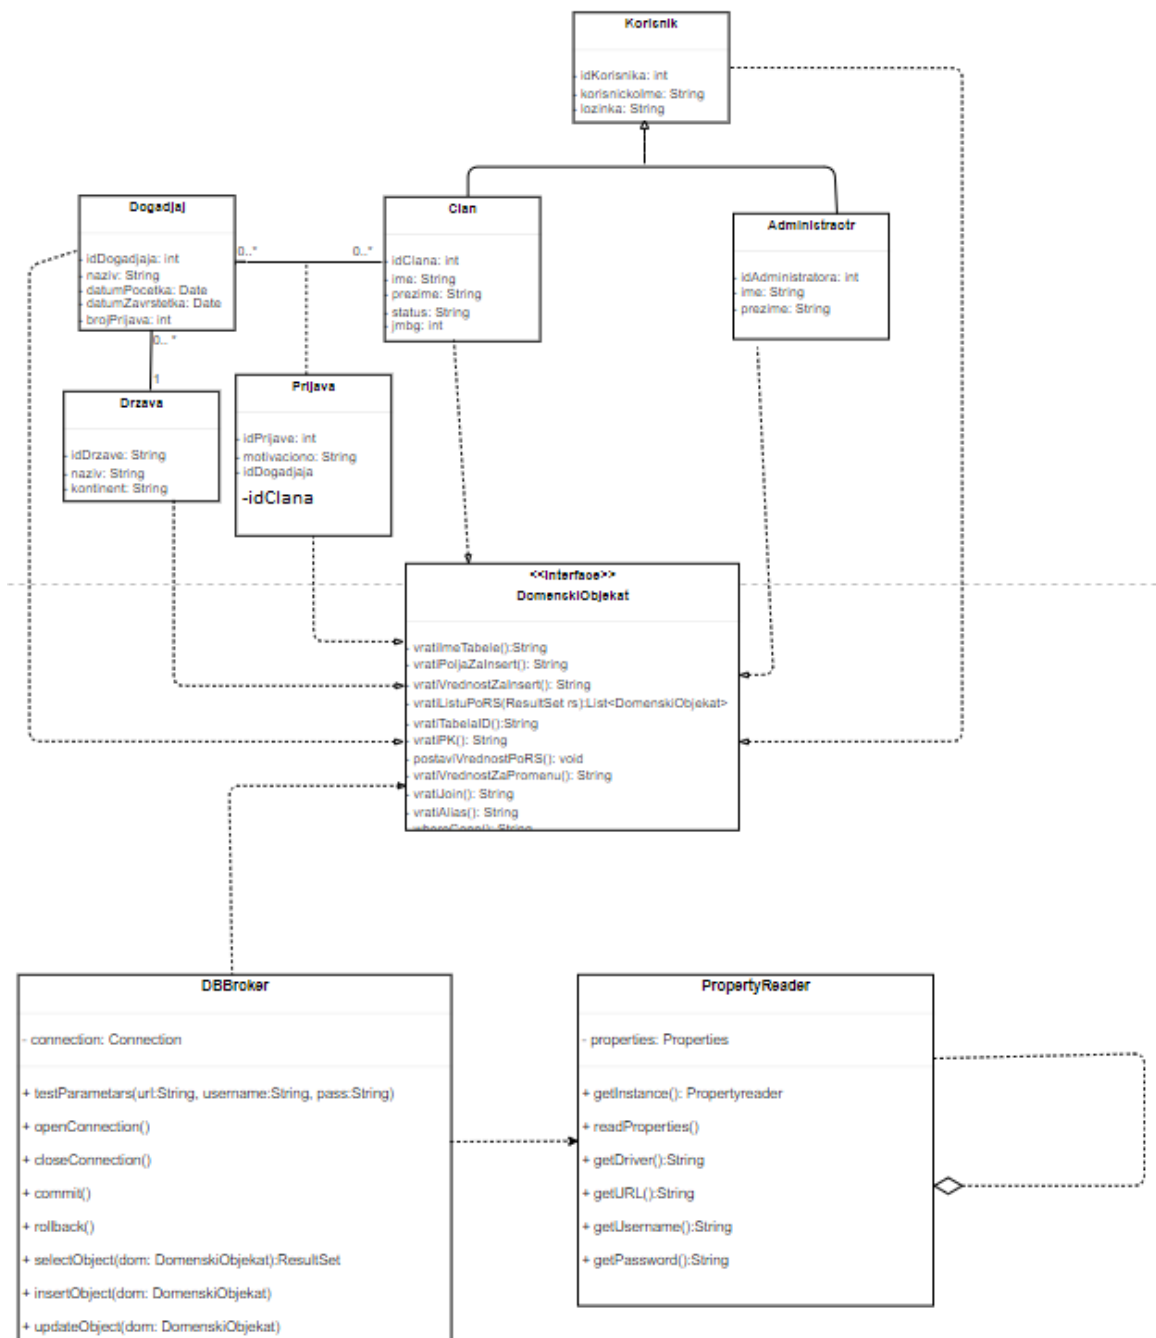 Korisnik
idKorisnika: int
korisnickoIme: String
lozinka: String
Dogadjaj
idDogadjaja: int
naziv: String
datumPocetka: Date
datumZavrstetka: Date
brojPrijava: int
0..*
0..*
Clan
idClana: int
ime: String
prezime: String
status: String
jmbg: int
Administraotr
idAdministratora: int
ime: String
prezime: String
0.. *
1
Drzava
idDrzave: String
naziv: String
kontinent: String
Prijava
idPrijave: int
motivaciono: String
idDogadjaja
-idClana
<<Interface>>
DomenskiObjekat
vratiImeTabele():String
vratiPoljaZaInsert(): String
vratiVrednostZaInsert(): String
vratiListuPoRS(ResultSet rs):List<DomenskiObjekat>
vratiTabelaID():String
vratiPK(): String
postaviVrednostPoRS(): void
vratiVrednostZaPromenu(): String
vratiJoin(): String
vratiAlias(): String
DBBroker
- connection: Connection
+ testParametars(url:String, username:String, pass:String)
+ openConnection()
+ closeConnection()
+ commit()
+ rollback()
+ selectObject(dom: DomenskiObjekat):ResultSet
+ insertObject(dom: DomenskiObjekat)
+ updateObject(dom: DomenskiObjekat)
PropertyReader
- properties: Properties
+ getInstance(): Propertyreader
+ readProperties()
+ getDriver():String
+ getURL():String
+ getUsername():String
+ getPassword():String